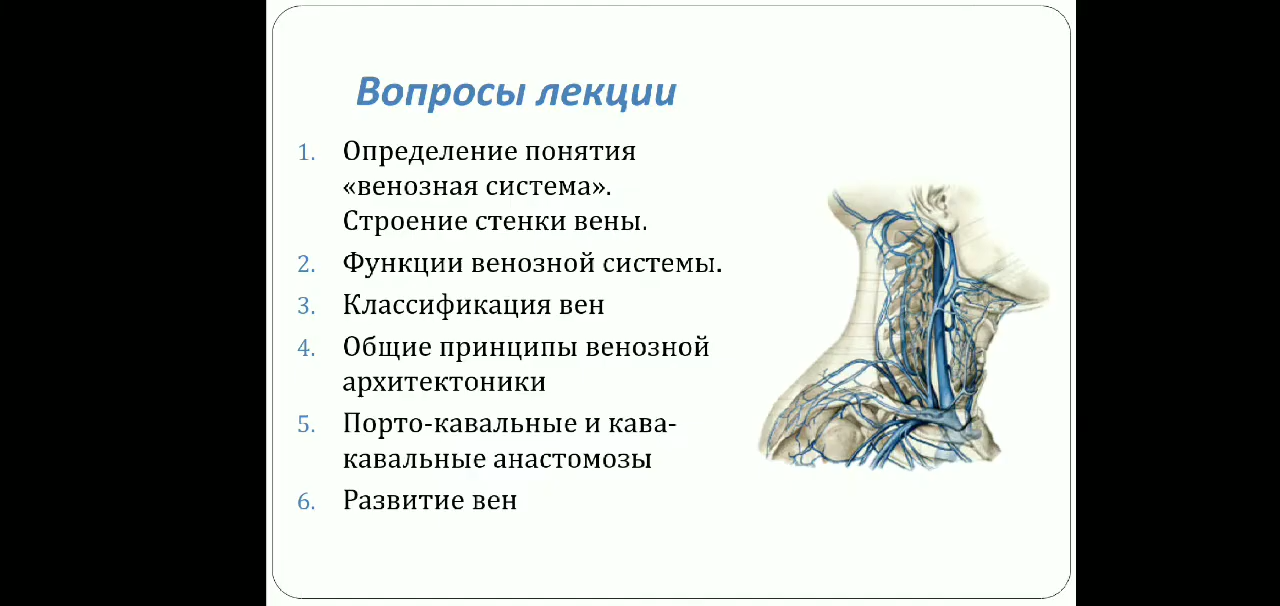 Вопросы лекции
1. Определение понятия
«венозная система».
Строение стенки вены.
2. Функции венозной системы.
3. Классификация вен
4. Общие принципы венозной
архитектоники
5. Порто-кавальные и кава-
кавальные анастомозы
6. Развитие вен